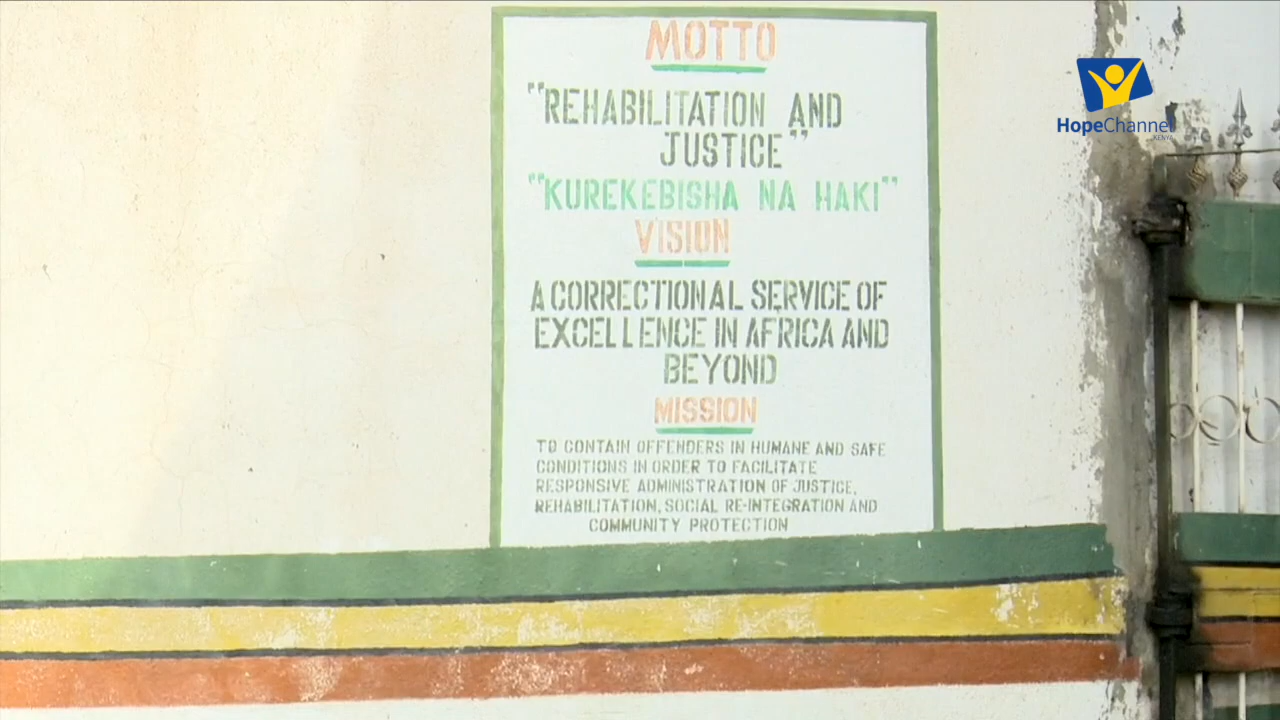 MOTTO
"REHABILITATION AND
JUSTICE"
"KUREKEBISHA NA HAKI"
VISION
A CORRECTIONAL SERVICE OF
EXCELLENCE IN AFRICA AND
BEYOND
MISSION
TO CONTAIN OFFENDERS IN HUMANE AND SAFE
CONDITIONS IN ORDER TO FACILITATE
RESPONSIVE ADMINISTRATION OF JUSTICE,
REHABILITATION, SOCIAL RE-INTEGRATION AND
COMMUNITY PROTECTION
HopeChannel
KENYA